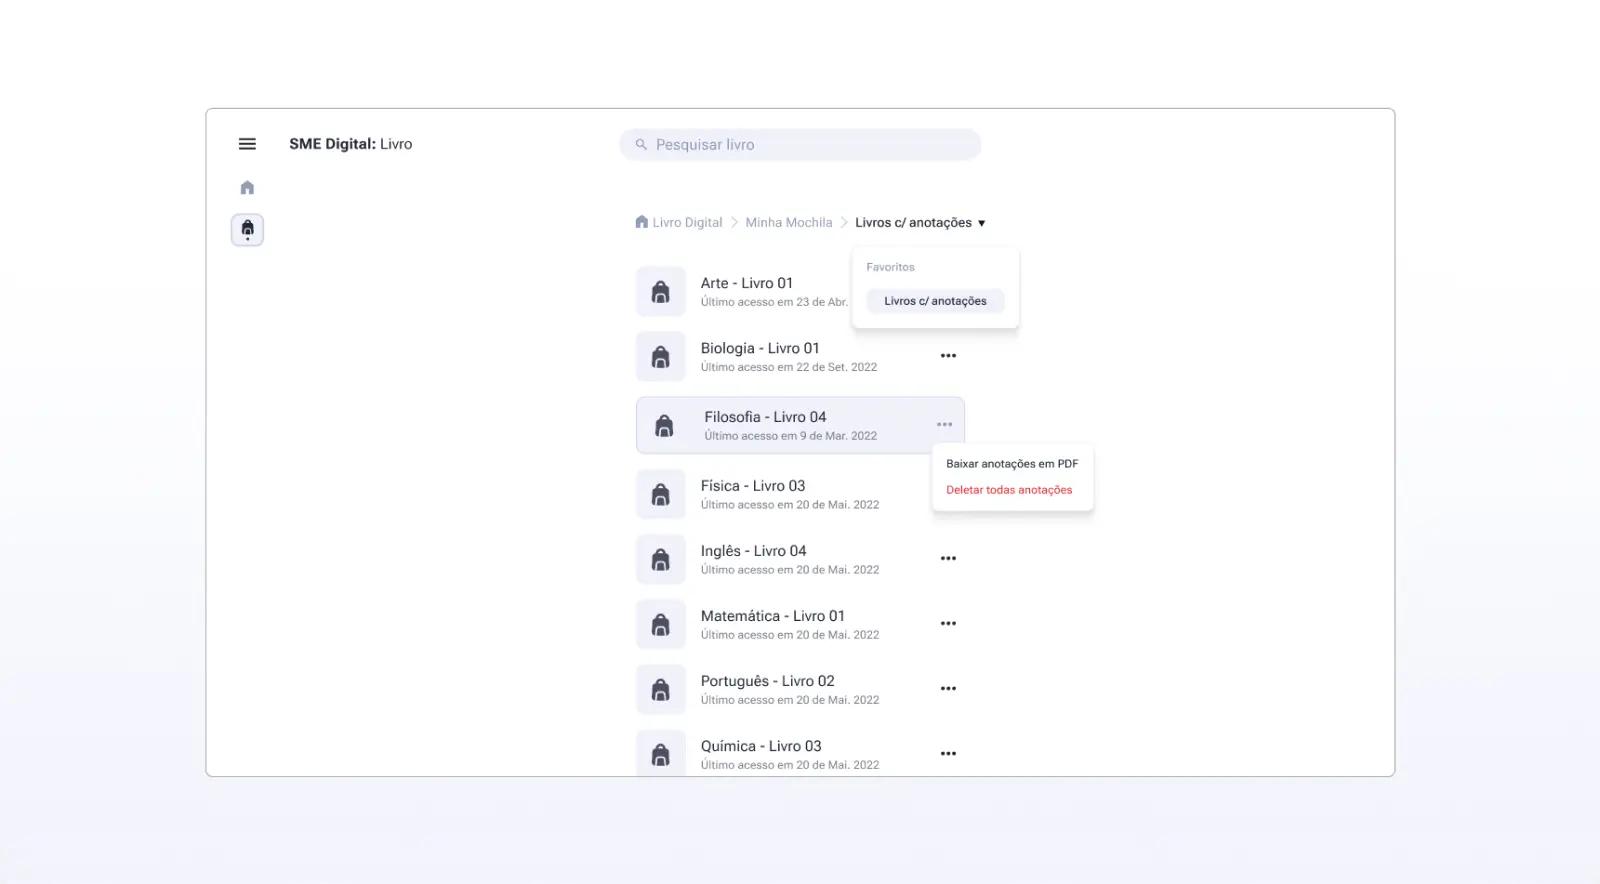 SME Digital: Livro
Pesquisar livro
Livro Digital > Minha Mochila > Livros c/ anotações
Favoritos
Livros c/ anotações
Arte - Livro 01
Último acesso em 23 de Abr.
Biologia - Livro 01
Último acesso em 22 de Set. 2022
Filosofia - Livro 04
Último acesso em 9 de Mar. 2022
Baixar anotações em PDF
Deletar todas anotações
Física - Livro 03
Último acesso em 20 de Mai. 2022
Inglês - Livro 04
Último acesso em 20 de Mai. 2022
Matemática - Livro 01
Último acesso em 20 de Mai. 2022
Português - Livro 02
Último acesso em 20 de Mai. 2022
Química - Livro 03
Último acesso em 20 de Mai. 2022